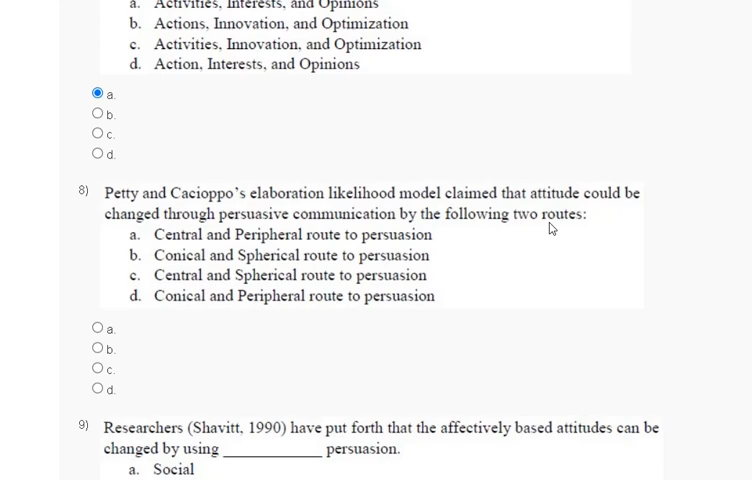 a. Activities, Interests, and Opinions
b. Actions, Innovation, and Optimization
c. Activities, Innovation, and Optimization
d. Action, Interests, and Opinions
a.
b.
c.
d.
8) Petty and Cacioppo's elaboration likelihood model claimed that attitude could be
changed through persuasive communication by the following two routes:
a. Central and Peripheral route to persuasion
b. Conical and Spherical route to persuasion
c. Central and Spherical route to persuasion
d. Conical and Peripheral route to persuasion
a.
b.
c.
d.
9) Researchers (Shavitt, 1990) have put forth that the affectively based attitudes can be
changed by using ____________ persuasion.
a. Social